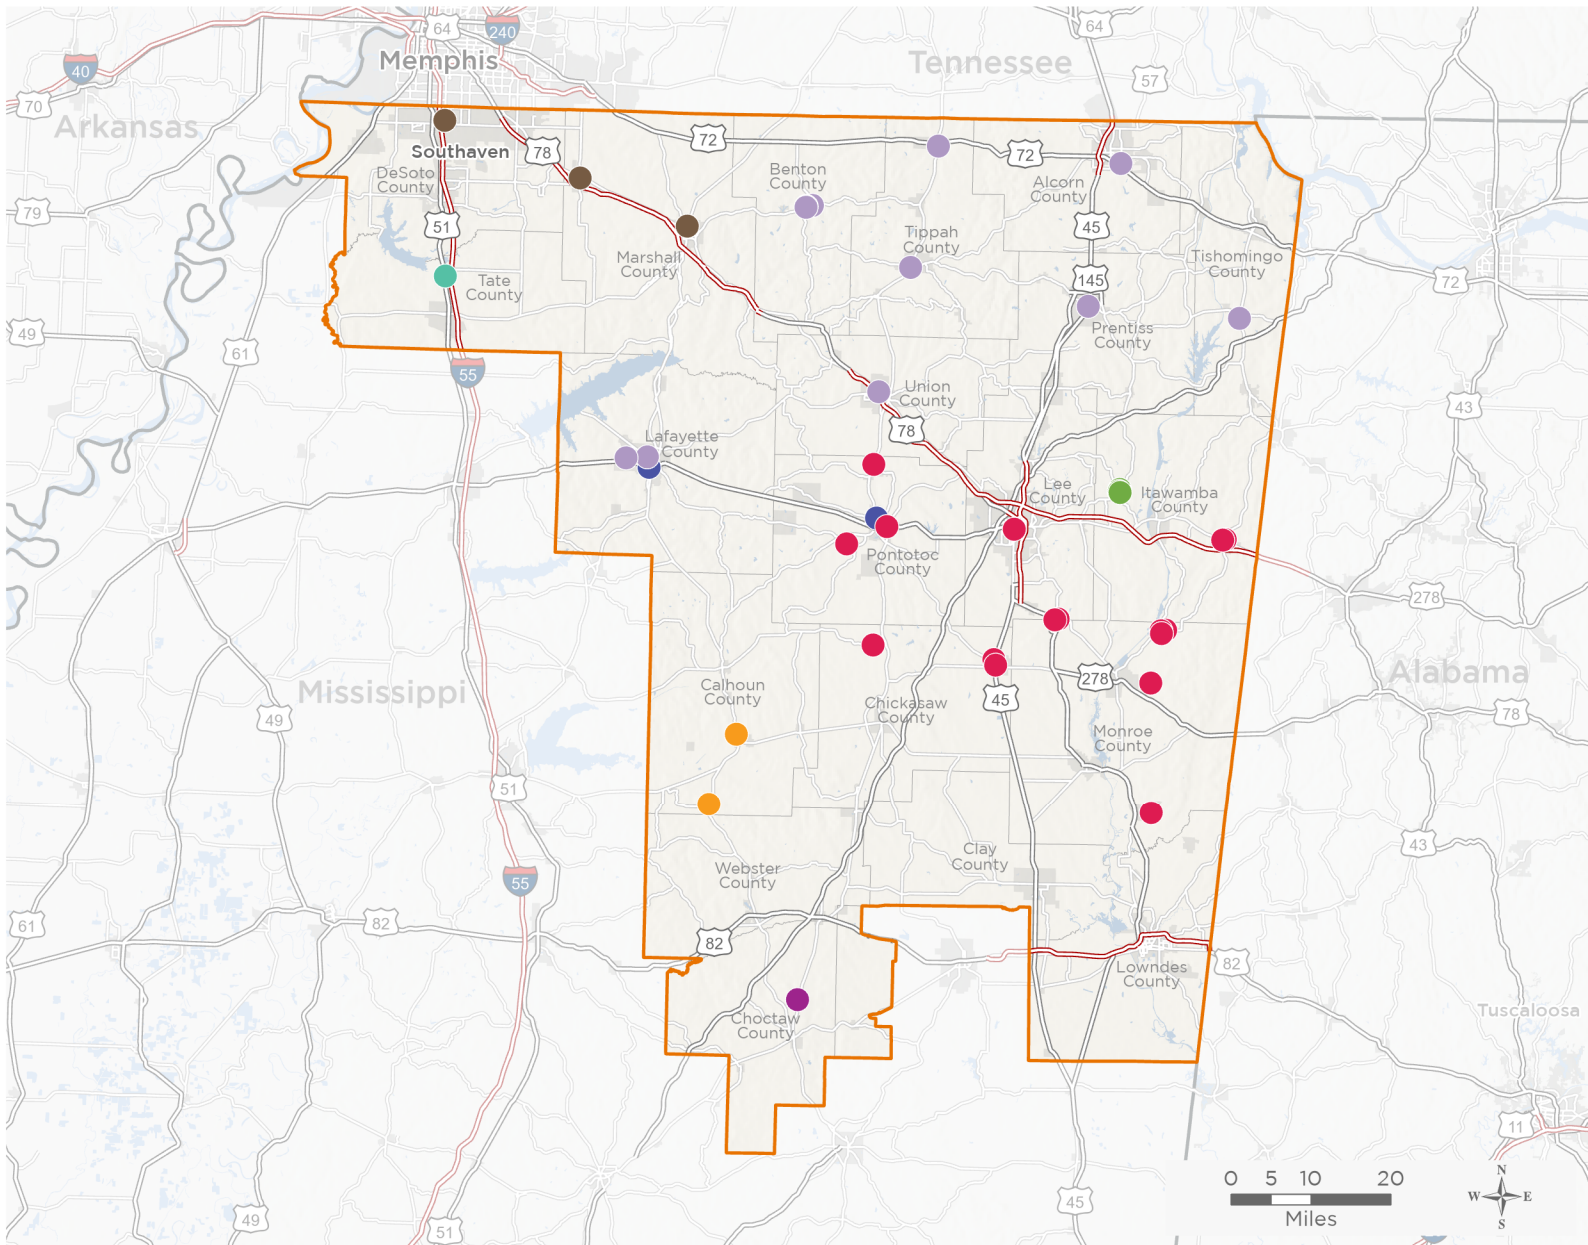 64
240
64
Memphis
Tennessee
40
57
70
Arkansas
72
72
78
Southaven
DeSoto
County
Benton
County
Alcorn
County
79
51
45
Tippah
County
Marshall
County
Tishomingo
County
Tate
County
145
72
49
Prentiss
County
61
55
Union
County
43
78
Lafayette
County
Lee
County
Itawamba
County
Pontotoc
County
278
Mississippi
Alabama
278
Calhoun
County
45
Chickasaw
County
49
78
Monroe
County
51
43
Clay
County
Webster
County
55
61
82
82
82
Lowndes
County
Tuscaloosa
Choctaw
County
11
0 5 10 20
Miles
N
W E
S
45
49
51